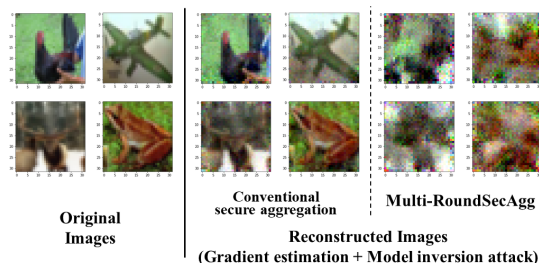 Conventional
secure aggregation
Multi-RoundSecAgg
Original
Images
Reconstructed Images
(Gradient estimation + Model inversion attack)